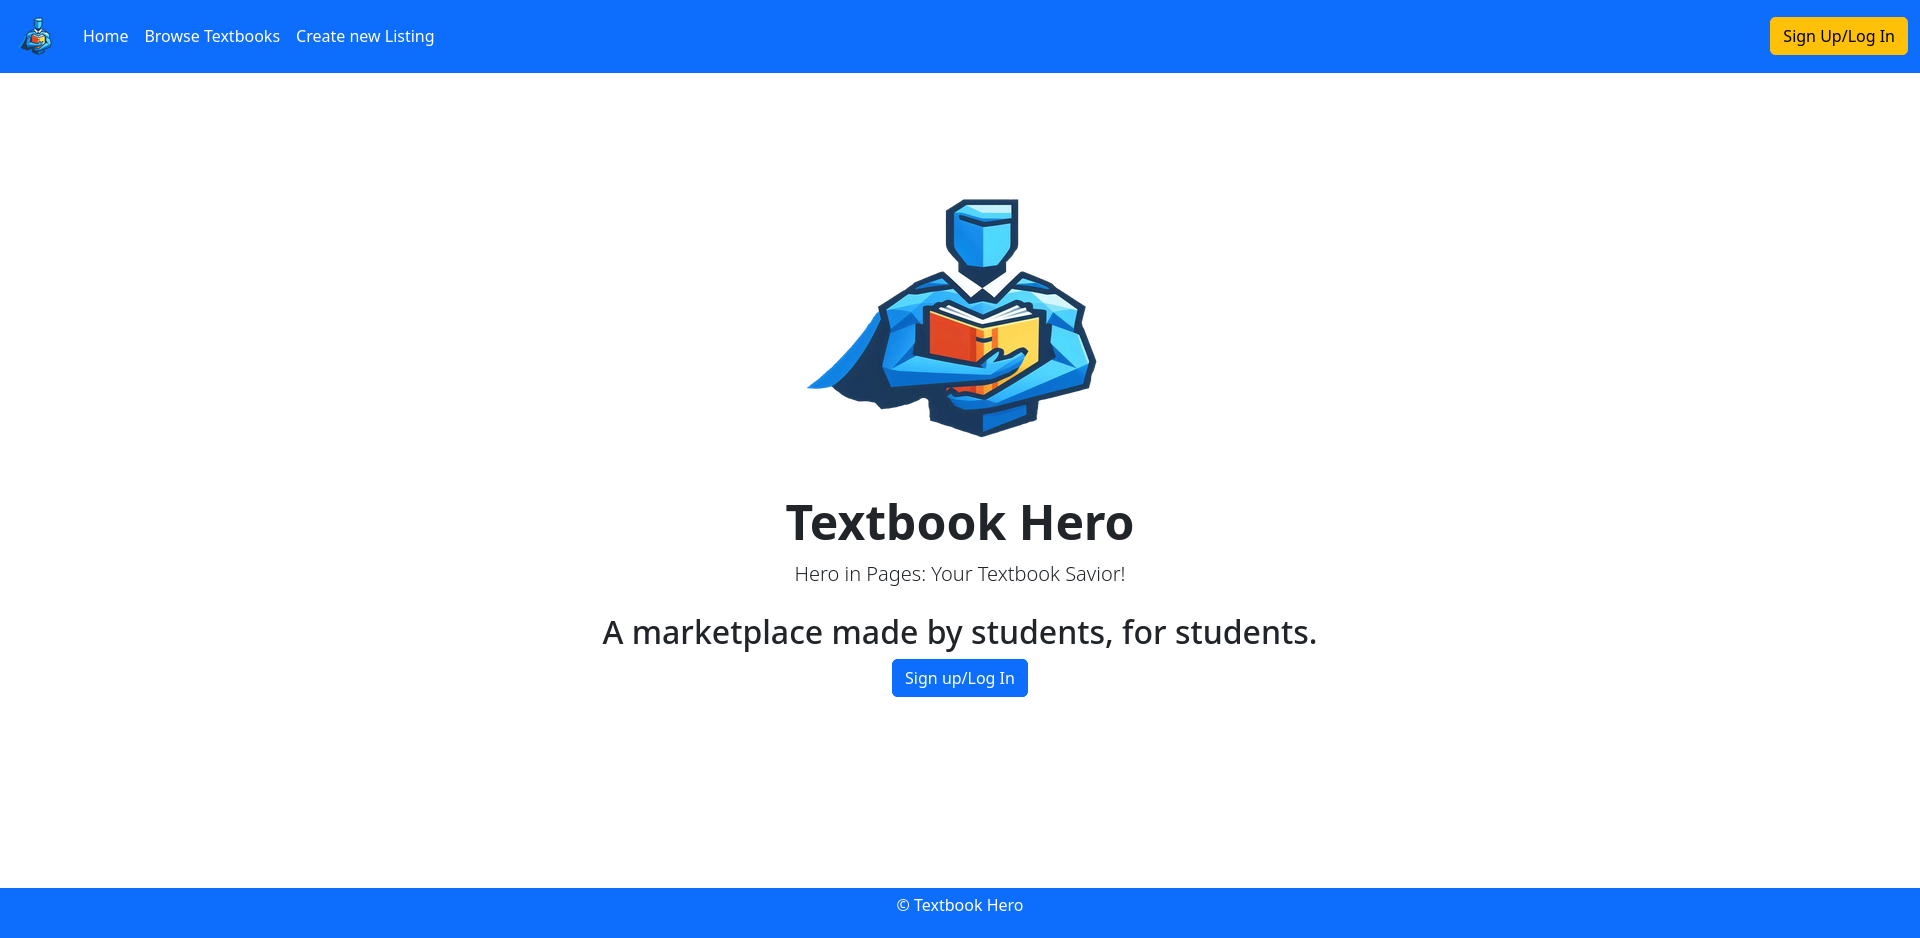 Home Browse Textbooks Create new Listing Sign Up/Log In
Textbook Hero
Hero in Pages: Your Textbook Savior!
A marketplace made by students, for students.
Sign up/Log In
© Textbook Hero